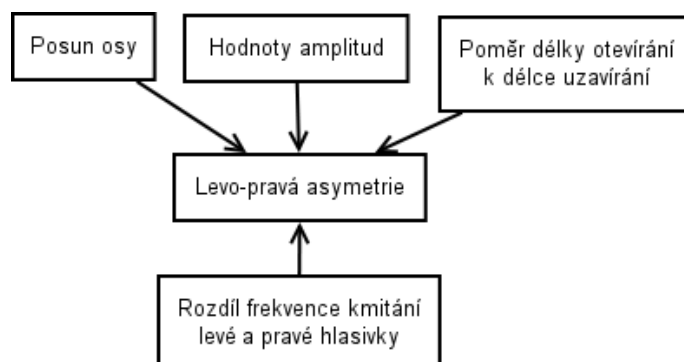 Posun osy
Hodnoty amplitud
Poměr délky otevírání
k délce uzavírání
Levo-pravá asymetrie
Rozdíl frekvence kmitání
levé a pravé hlasivky